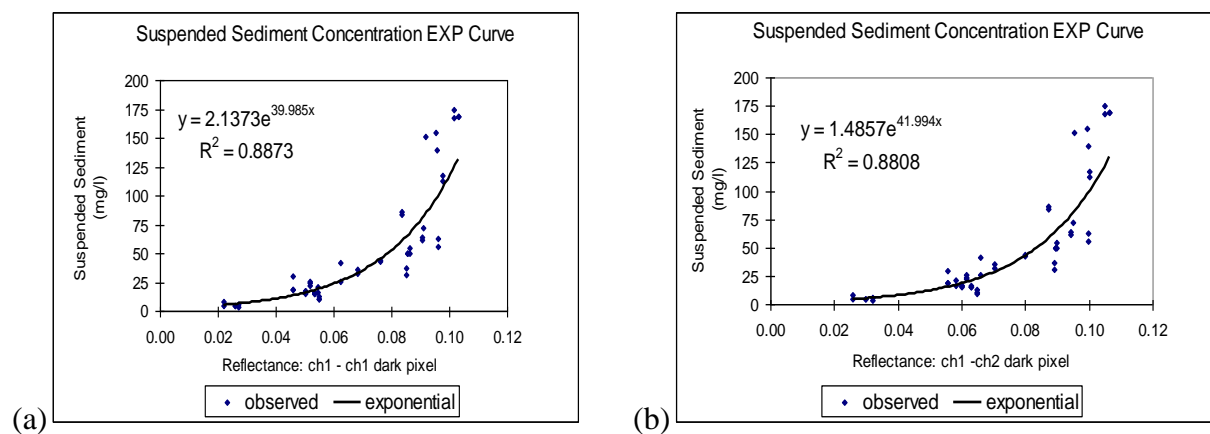 Suspended Sediment Concentration EXP Curve
200
175
150
125
100
75
50
25
0
Suspended Sediment
(mg/l)
y = 2.1373e^39.985x
R² = 0.8873
0.00 0.02 0.04 0.06 0.08 0.10 0.12
Reflectance: ch1 - ch1 dark pixel
observed exponential
(a)
Suspended Sediment Concentration EXP Curve
200
175
150
125
100
75
50
25
0
Suspended Sediment
(mg/l)
y = 1.4857e^41.994x
R² = 0.8808
0.00 0.02 0.04 0.06 0.08 0.10 0.12
Reflectance: ch1 -ch2 dark pixel
observed exponential
(b)